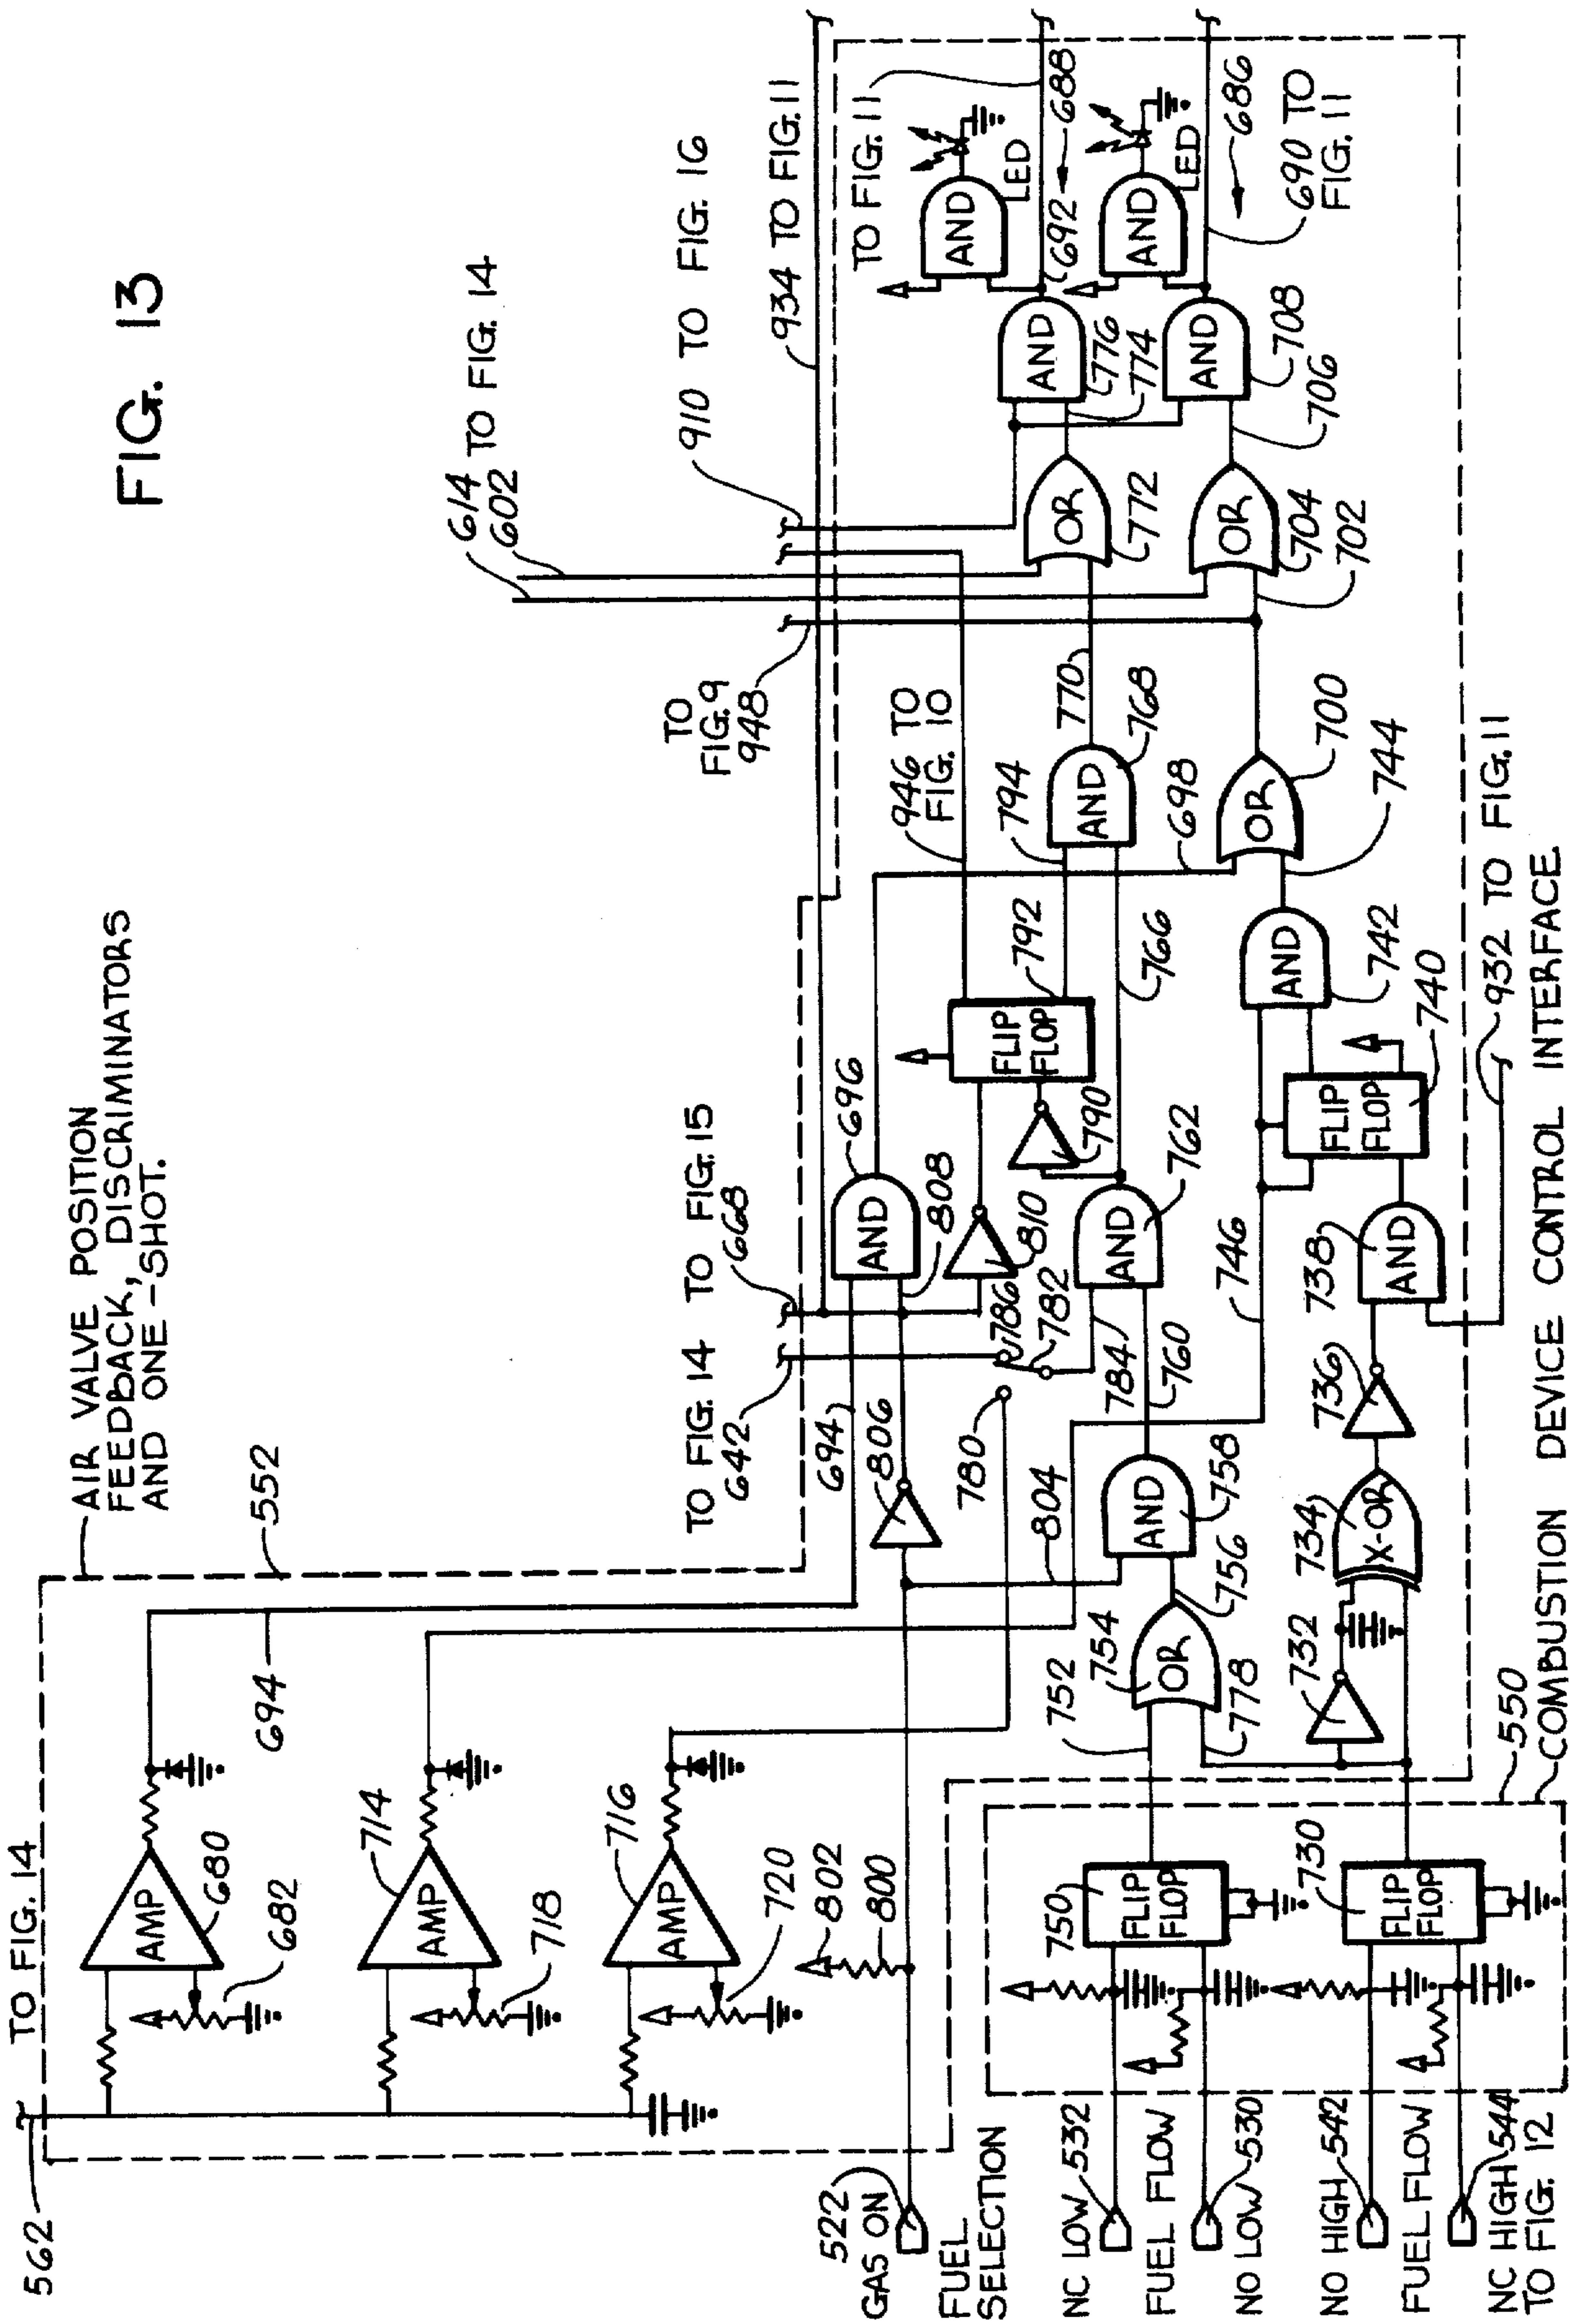 FIG. 13
AIR VALVE POSITION
FEEDBACK, DISCRIMINATORS
AND ONE-SHOT.
552
TO FIG. 14
562
AMP
680
682
694
AMP
714
718
AMP
716
720
802
800
522
GAS ON
FUEL
SELECTION
NC LOW 532
FUEL FLOW
NO LOW 530
NO HIGH 542
FUEL FLOW
NC HIGH 544
TO FIG. 12
750
FLIP
FLOP
730
FLIP
FLOP
550
COMBUSTION DEVICE CONTROL INTERFACE.
752
754
OR
756
778
732
734
X-OR
736
738
AND
758
AND
760
804
806
694
780
782
784
786
TO FIG. 14
642
TO FIG. 15
668
AND
696
808
810
AND
762
746
790
FLIP
FLOP
792
FLIP
FLOP
740
932 TO FIG. 11
AND
742
744
766
794
946 TO
FIG. 10
698
AND
768
770
OR
700
TO
FIG. 9
948
614 TO FIG. 14
602
910 TO FIG. 16
934 TO FIG. 11
OR
772
OR
704
702
774
776
AND
706
708
AND
TO FIG. 11
AND
LED
692
688
AND
LED
690 TO
FIG. 11
686